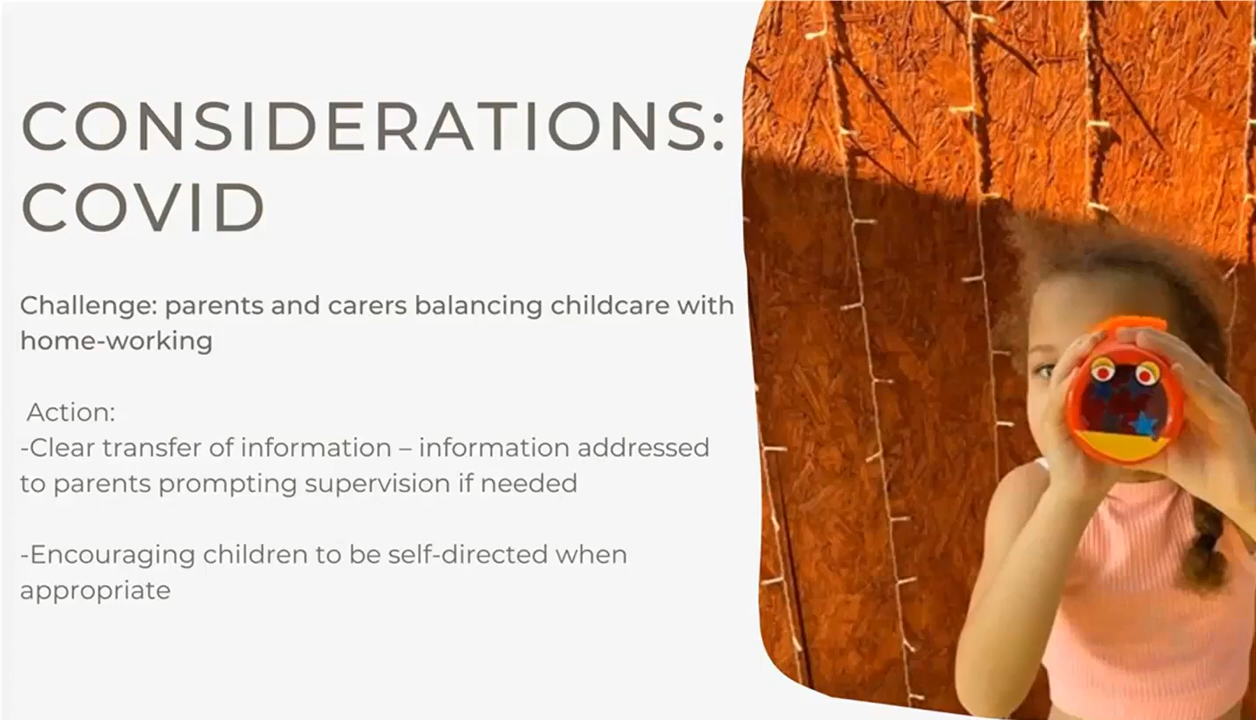 CONSIDERATIONS:
COVID
Challenge: parents and carers balancing childcare with
home-working
Action:
-Clear transfer of information – information addressed
to parents prompting supervision if needed
-Encouraging children to be self-directed when
appropriate